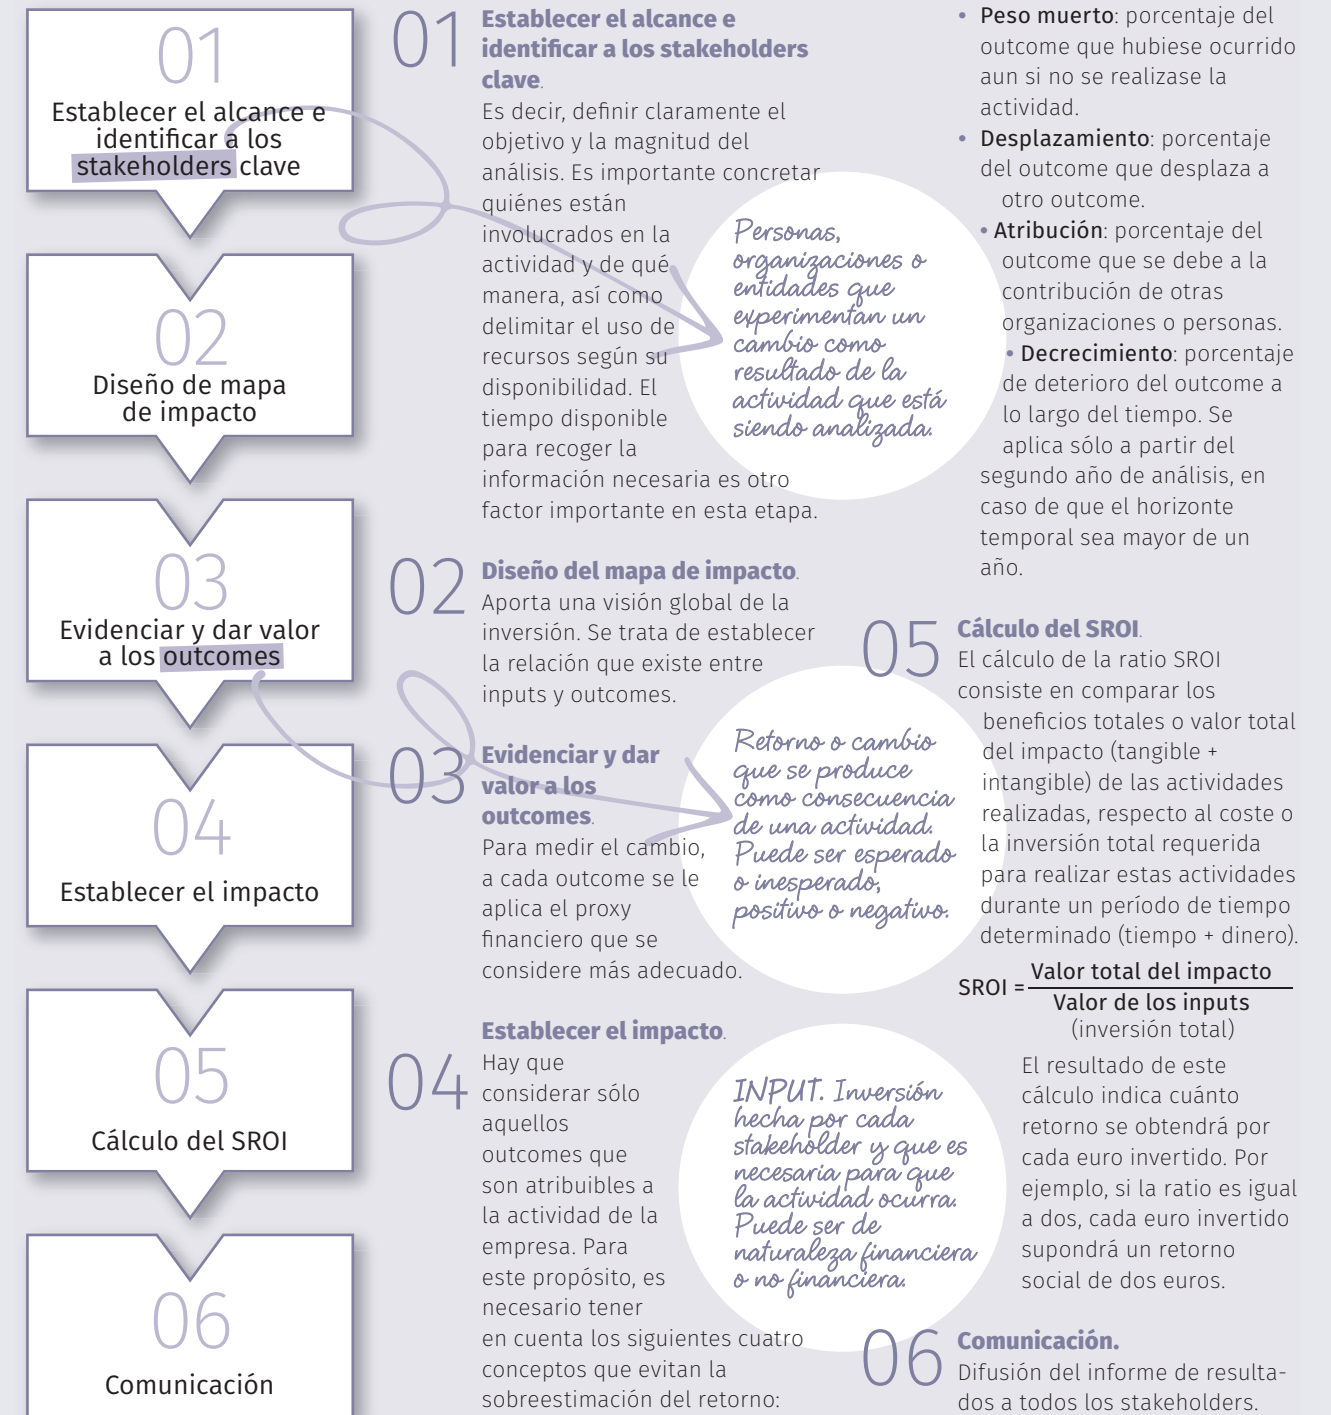 01
Establecer el alcance e
identificar a los
stakeholders clave
02
Diseño de mapa
de impacto
03
Evidenciar y dar valor
a los outcomes
04
Establecer el impacto
05
Cálculo del SROI
06
Comunicación
01
Establecer el alcance e
identificar a los stakeholders
clave.
Es decir, definir claramente el
objetivo y la magnitud del
análisis. Es importante concretar
quiénes están
involucrados en la
actividad y de qué
manera, así como
delimitar el uso de
recursos según su
disponibilidad. El
tiempo disponible
para recoger la
información necesaria es otro
factor importante en esta etapa.
Personas,
organizaciones o
entidades que
experimentan un
cambio como
resultado de la
actividad que está
siendo analizada.
02
Diseño del mapa de impacto.
Aporta una visión global de la
inversión. Se trata de establecer
la relación que existe entre
inputs y outcomes.
03
Evidenciar y dar
valor a los
outcomes.
Para medir el cambio,
a cada outcome se le
aplica el proxy
financiero que se
considere más adecuado.
Retorno o cambio
que se produce
como consecuencia
de una actividad.
Puede ser esperado
o inesperado,
positivo o negativo.
04
Establecer el impacto.
Hay que
considerar sólo
aquellos
outcomes que
son atribuibles a
la actividad de la
empresa. Para
este propósito, es
necesario tener
en cuenta los siguientes cuatro
conceptos que evitan la
sobreestimación del retorno:
INPUT. Inversión
hecha por cada
stakeholder y que es
necesaria para que
la actividad ocurra.
Puede ser de
naturaleza financiera
o no financiera.
• Peso muerto: porcentaje del
outcome que hubiese ocurrido
aun si no se realizase la
actividad.
• Desplazamiento: porcentaje
del outcome que desplaza a
otro outcome.
• Atribución: porcentaje del
outcome que se debe a la
contribución de otras
organizaciones o personas.
• Decrecimiento: porcentaje
de deterioro del outcome a
lo largo del tiempo. Se
aplica sólo a partir del
segundo año de análisis, en
caso de que el horizonte
temporal sea mayor de un
año.
05
Cálculo del SROI.
El cálculo de la ratio SROI
consiste en comparar los
beneficios totales o valor total
del impacto (tangible +
intangible) de las actividades
realizadas, respecto al coste o
la inversión total requerida
para realizar estas actividades
durante un período de tiempo
determinado (tiempo + dinero).
Valor total del impacto
SROI =
Valor de los inputs
(inversión total)
El resultado de este
cálculo indica cuánto
retorno se obtendrá por
cada euro invertido. Por
ejemplo, si la ratio es igual
a dos, cada euro invertido
supondrá un retorno
social de dos euros.
06
Comunicación.
Difusión del informe de resulta-
dos a todos los stakeholders.